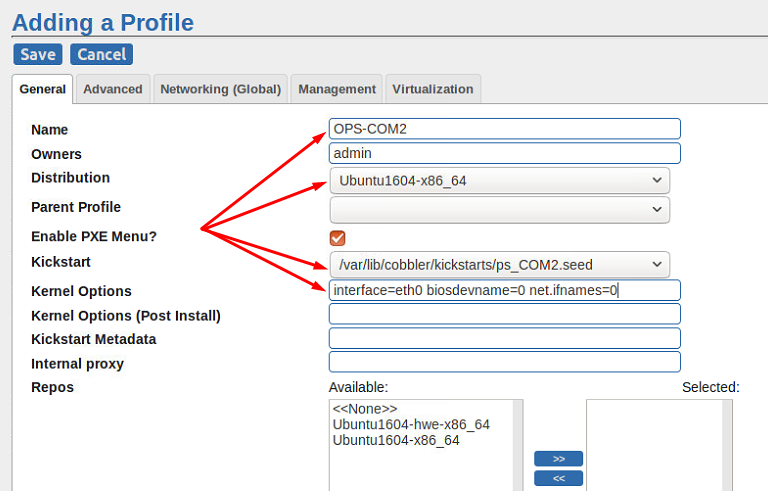 Adding a Profile
Save Cancel
General Advanced Networking (Global) Management Virtualization
Name OPS-COM2
Owners admin
Distribution Ubuntu1604-x86_64
Parent Profile
Enable PXE Menu?
Kickstart /var/lib/cobbler/kickstarts/ps_COM2.seed
Kernel Options interface=eth0 biosdevname=0 net.ifnames=0
Kernel Options (Post Install)
Kickstart Metadata
Internal proxy
Repos Available: Selected:
<<None>>
Ubuntu1604-hwe-x86_64
Ubuntu1604-x86_64
>>
<<